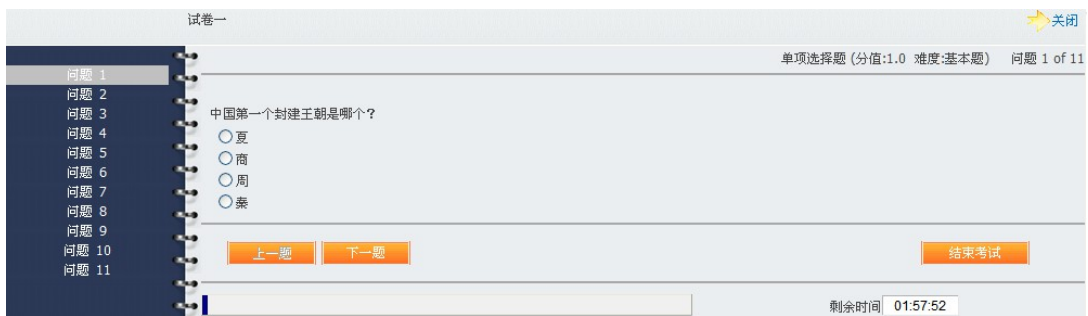 试卷一
关闭
单项选择题 (分值:1.0 难度:基本题) 问题 1 of 11
问题 1
问题 2
问题 3
问题 4
问题 5
问题 6
问题 7
问题 8
问题 9
问题 10
问题 11
中国第一个封建王朝是哪个？
夏
商
周
秦
上一题
下一题
结束考试
剩余时间 01:57:52